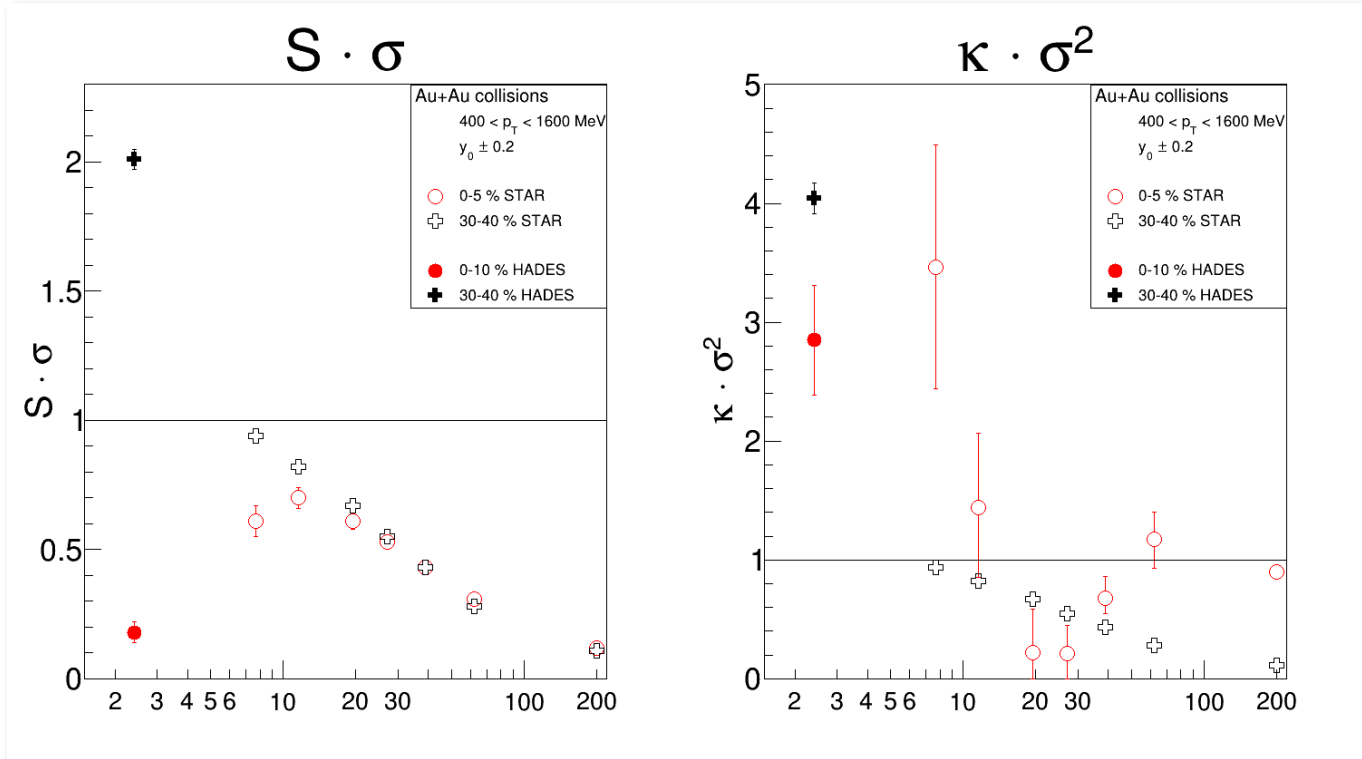 S · σ
Au+Au collisions
400 < p_T < 1600 MeV
y_0 ± 0.2
0-5 % STAR
30-40 % STAR
0-10 % HADES
30-40 % HADES
S · σ
2
1.5
1
0.5
0
2 3 4 5 6 10 20 30 100 200
κ · σ²
Au+Au collisions
400 < p_T < 1600 MeV
y_0 ± 0.2
0-5 % STAR
30-40 % STAR
0-10 % HADES
30-40 % HADES
κ · σ²
5
4
3
2
1
0
2 3 4 5 6 10 20 30 100 200